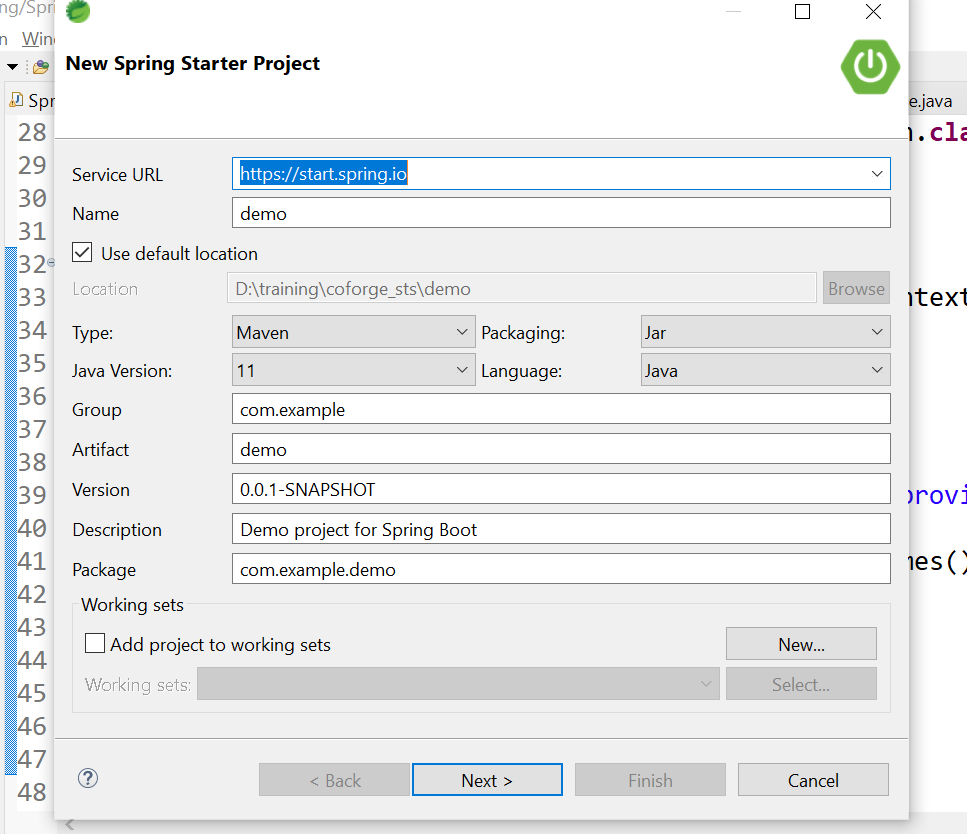 ng/Spri
n Wind
New Spring Starter Project
Spr
e.java
28
n.cla
29
Service URL
https://start.spring.io
30
Name
demo
31
32
Use default location
33
Location
D:\training\coforge_sts\demo
Browse
ntext
34
Type:
Maven
Packaging:
Jar
35
Java Version:
11
Language:
Java
36
Group
com.example
37
Artifact
demo
38
39
Version
0.0.1-SNAPSHOT
provi
40
Description
Demo project for Spring Boot
41
Package
com.example.demo
mes()
42
Working sets
43
Add project to working sets
New...
44
45
Working sets:
Select...
46
47
48
?
< Back
Next >
Finish
Cancel